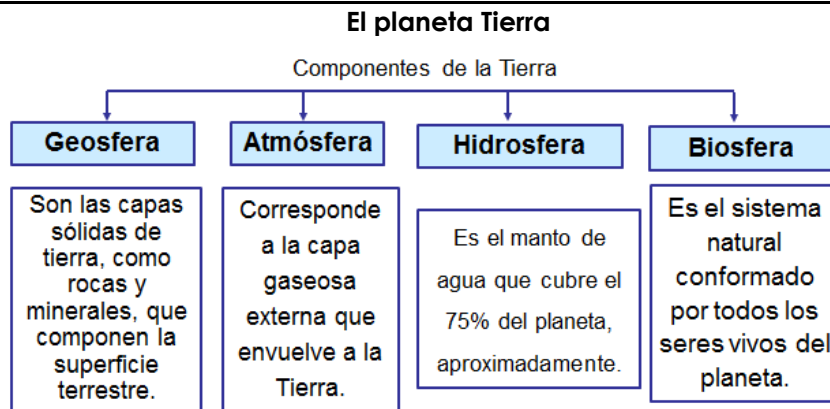 El planeta Tierra
Componentes de la Tierra
Geosfera
Atmósfera
Hidrosfera
Biosfera
Son las capas
sólidas de
tierra, como
rocas y
minerales, que
componen la
superficie
terrestre.
Corresponde
a la capa
gaseosa
externa que
envuelve a la
Tierra.
Es el manto de
agua que cubre el
75% del planeta,
aproximadamente.
Es el sistema
natural
conformado
por todos los
seres vivos del
planeta.